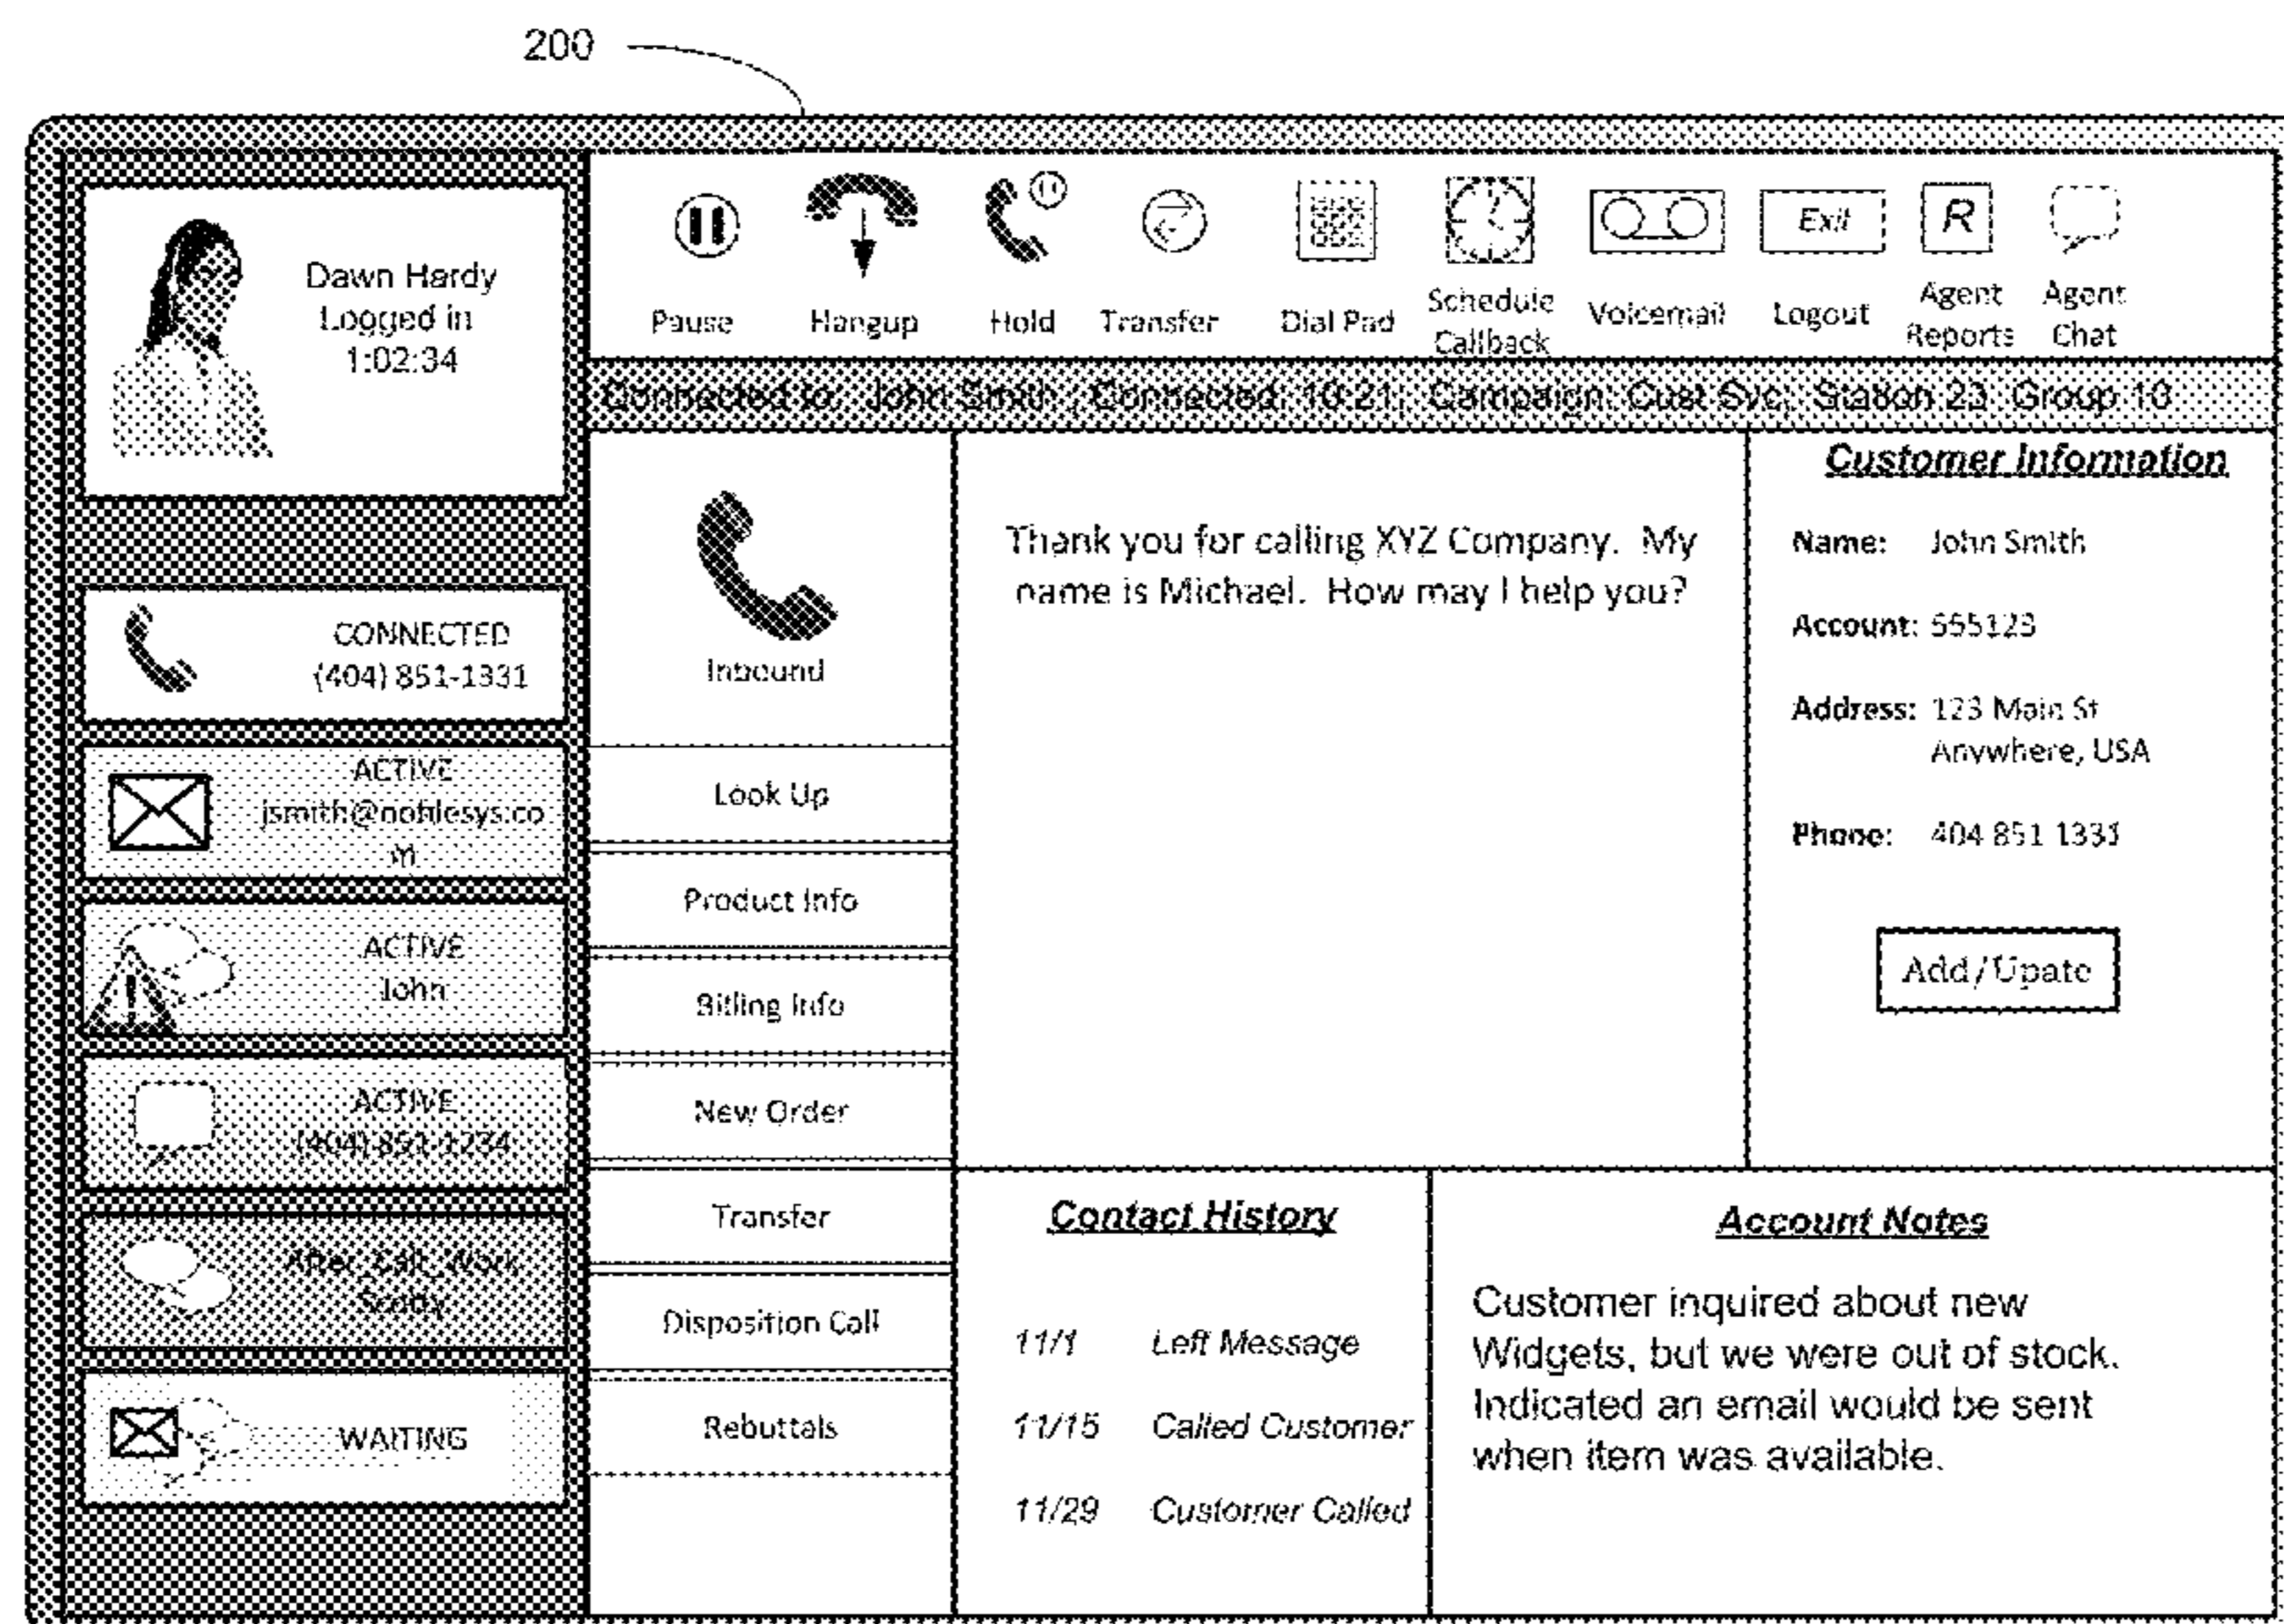 200
Dawn Hardy
Logged in
1:02:34
Pause
Hangup
Hold
Transfer
Dial Pad
Schedule
Callback
Voicemail
Exit
Logout
R
Agent
Reports
Agent
Chat
Connected to: John Smith; Connected: 10:21; Campaign: Cust Svc; Station 23 Group 10
CONNECTED
(404) 851-1331
ACTIVE
jsmith@noblesys.co
m
ACTIVE
John
ACTIVE
(404) 851-1234
After_Call_Work
Scotty
WAITING
Inbound
Look Up
Product Info
Billing Info
New Order
Transfer
Disposition Call
Rebuttals
Thank you for calling XYZ Company. My
name is Michael. How may I help you?
Customer Information
Name: John Smith
Account: 555123
Address: 123 Main St
Anywhere, USA
Phone: 404 851 1331
Add/Upate
Contact History
11/1 Left Message
11/15 Called Customer
11/29 Customer Called
Account Notes
Customer inquired about new
Widgets, but we were out of stock.
Indicated an email would be sent
when item was available.